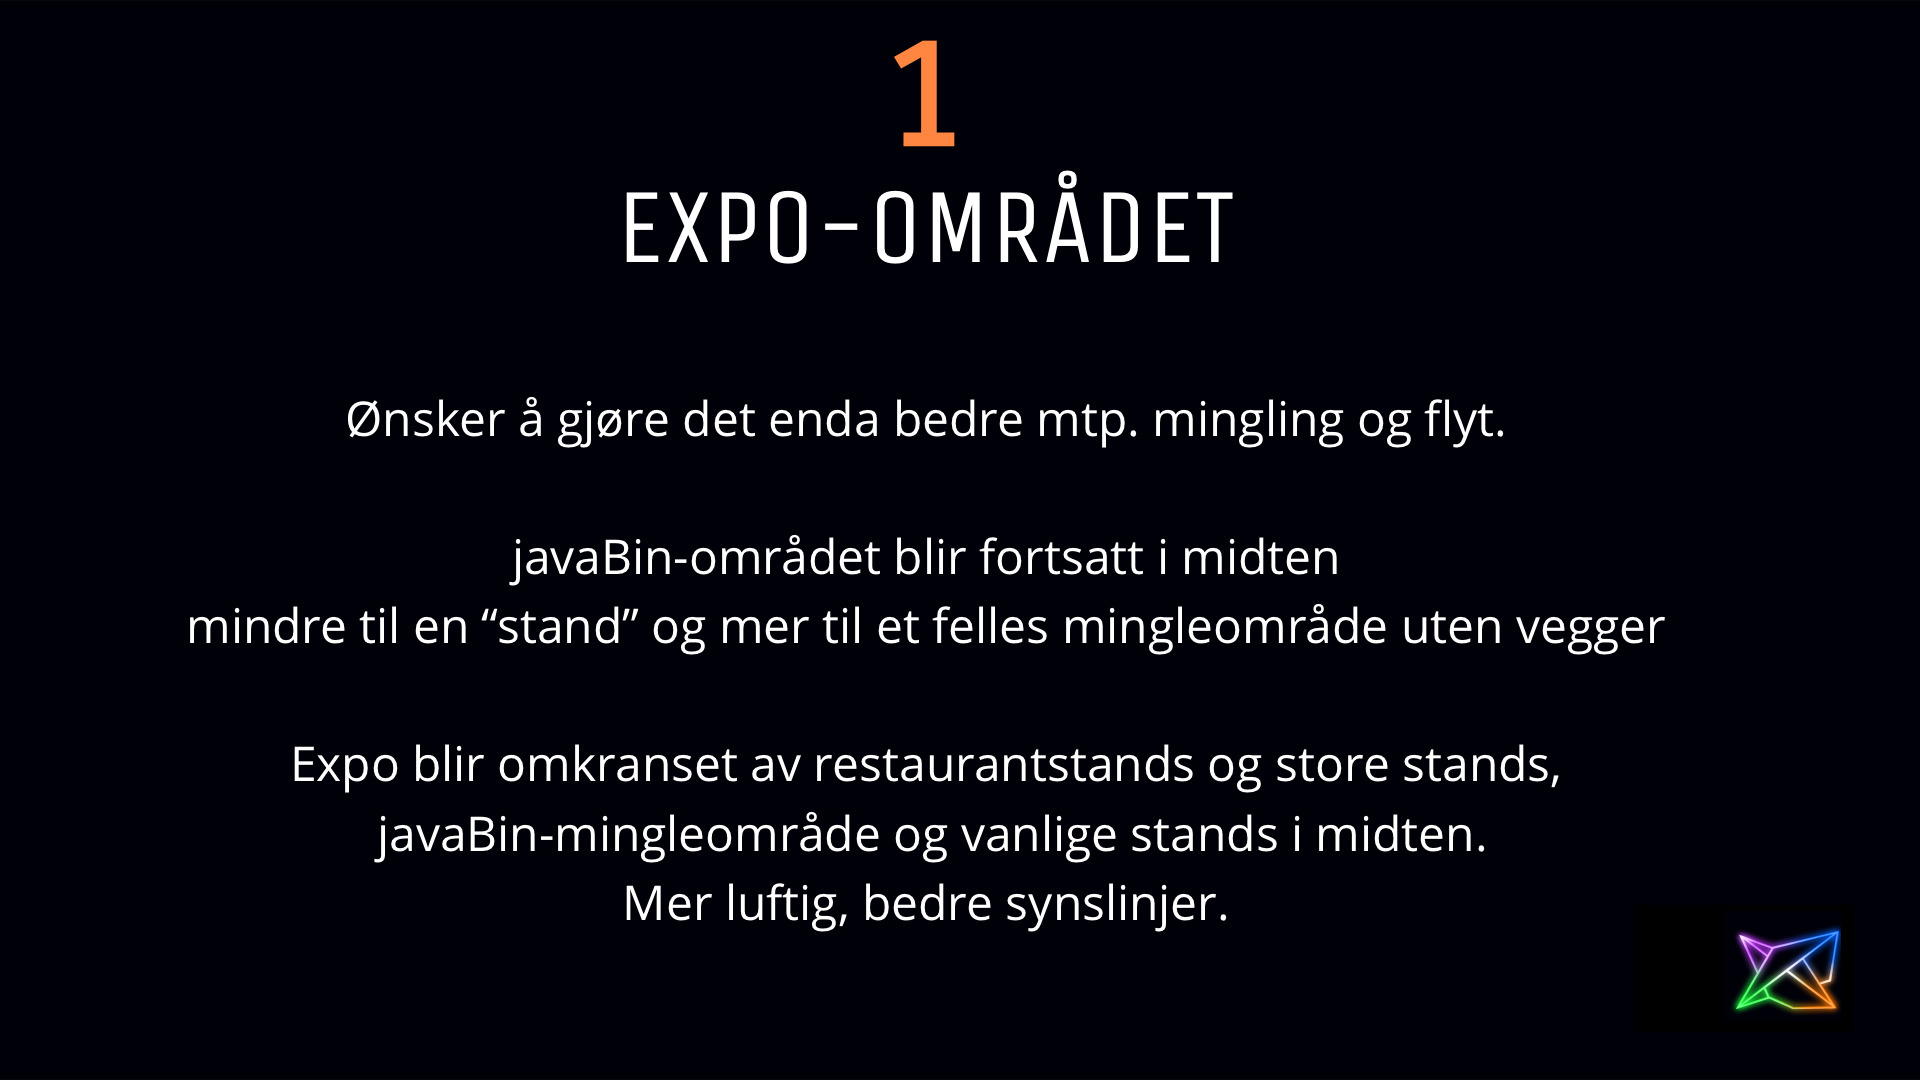 1
EXPO-OMRÅDET
Ønsker å gjøre det enda bedre mtp. mingling og flyt.
javaBin-området blir fortsatt i midten
mindre til en “stand” og mer til et felles mingleområde uten vegger
Expo blir omkranset av restaurantstands og store stands,
javaBin-mingleområde og vanlige stands i midten.
Mer luftig, bedre synslinjer.